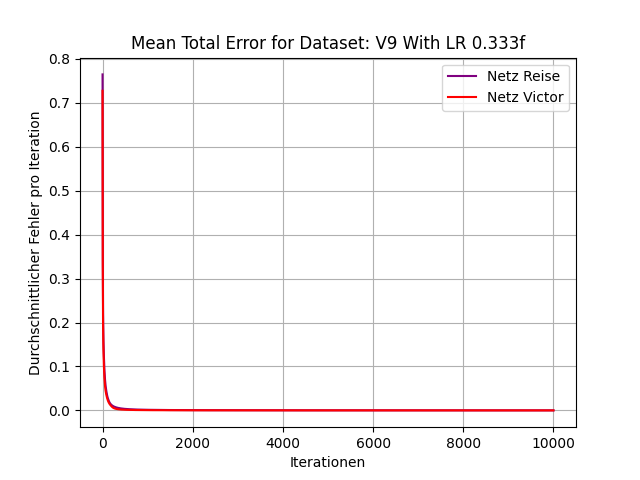 Mean Total Error for Dataset: V9 With LR 0.333f
Netz Reise
Netz Victor
Durchschnittlicher Fehler pro Iteration
0.8
0.7
0.6
0.5
0.4
0.3
0.2
0.1
0.0
0 2000 4000 6000 8000 10000
Iterationen